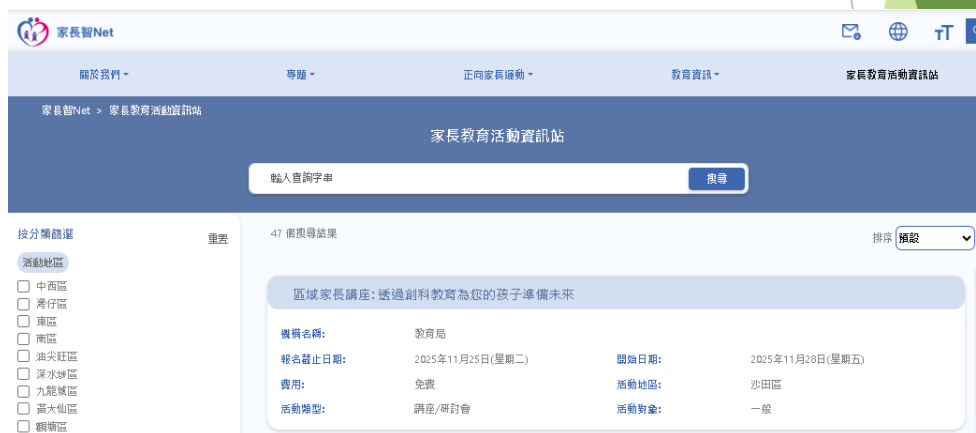 家長智Net
關於我們
專題
正向家長運動
教育資訊
家長教育活動資訊站
家長智Net > 家長教育活動資訊站
家長教育活動資訊站
輸入查詢字串 搜尋
按分類篩選 重置
47 個搜尋結果
排序 預設
活動地區
中西區
灣仔區
東區
南區
油尖旺區
深水埗區
九龍城區
黃大仙區
觀塘區
區域家長講座: 透過創科教育為您的孩子準備未來
機構名稱: 教育局
報名截止日期: 2025年11月25日(星期二) 開始日期: 2025年11月28日(星期五)
費用: 免費 活動地區: 沙田區
活動類型: 講座/研討會 活動對象: 一般